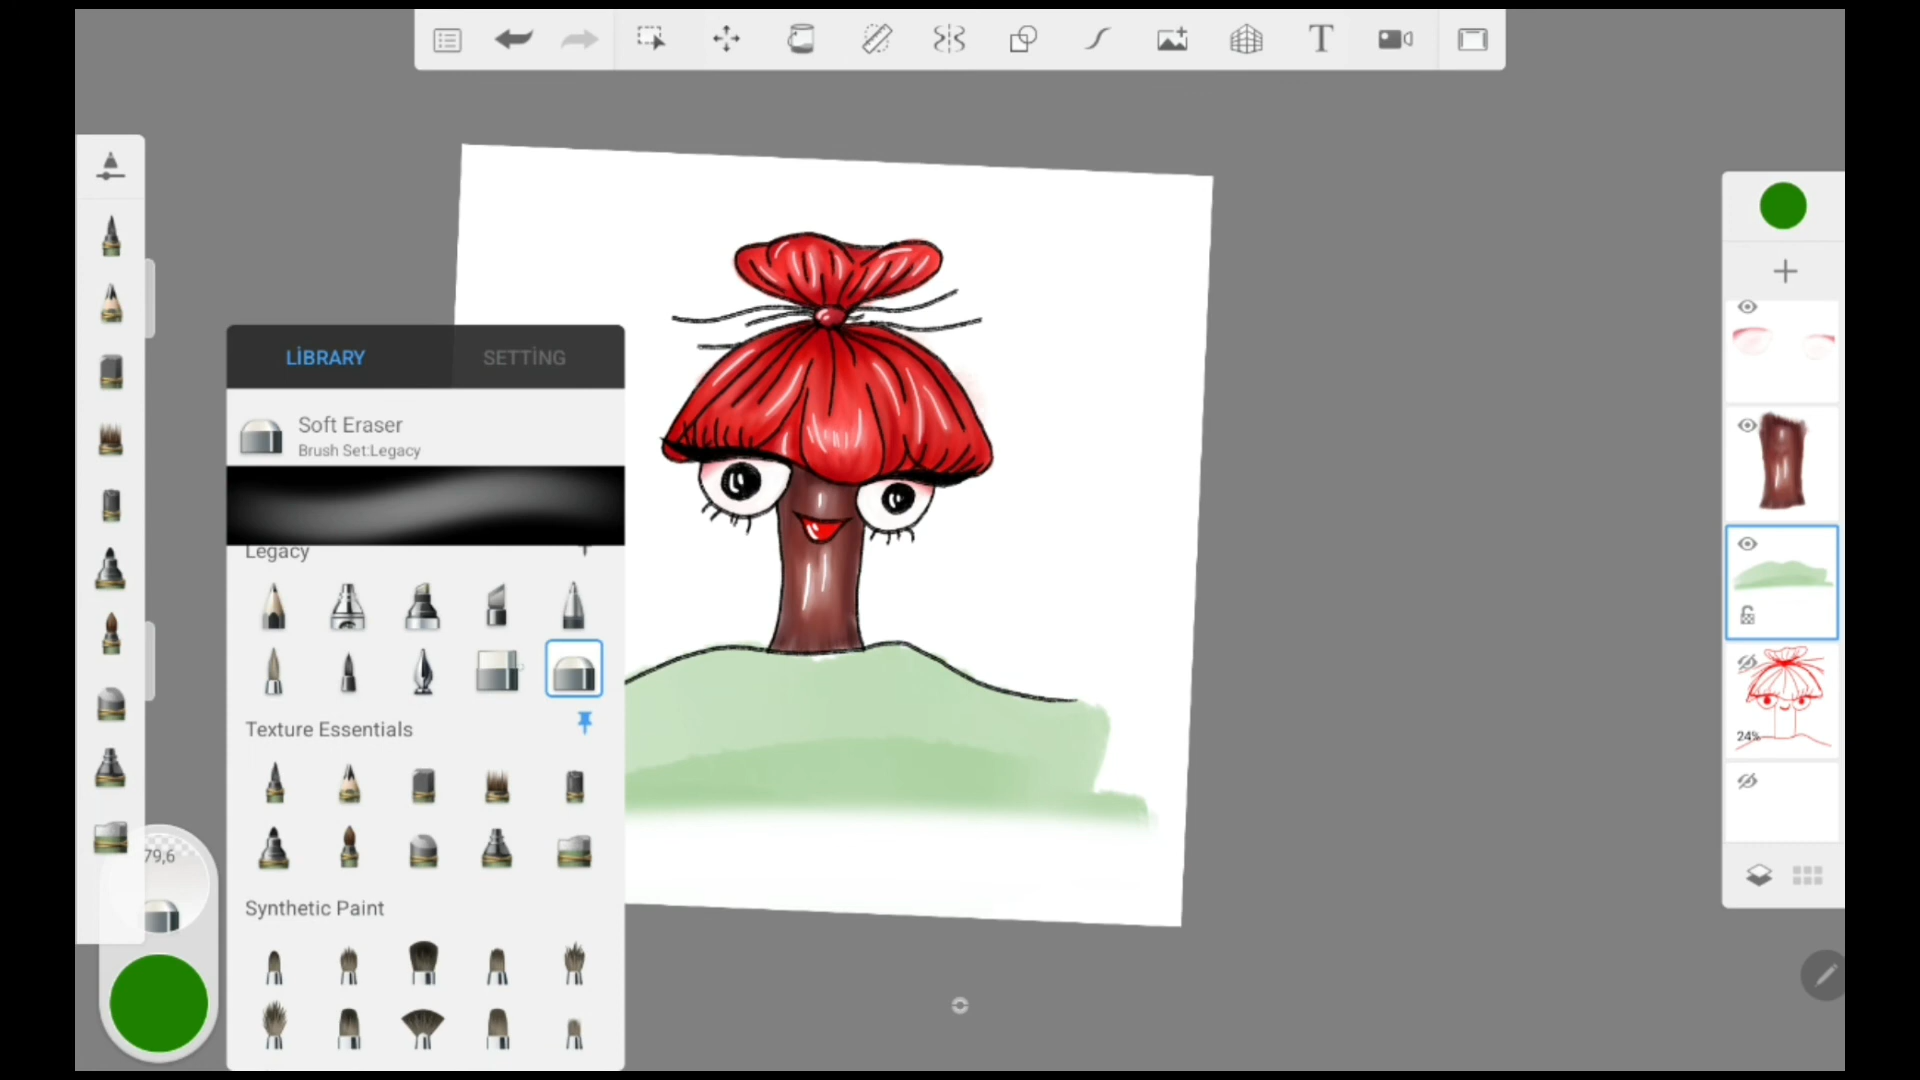 T
LİBRARY
SETTİNG
Soft Eraser
Brush Set:Legacy
Legacy
Texture Essentials
Synthetic Paint
79,6
24%